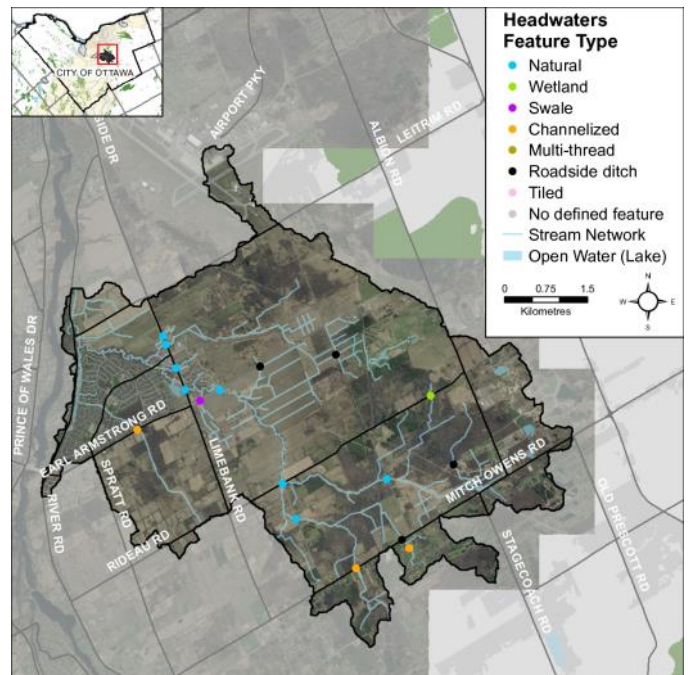 CITY OF OTTAWA
Headwaters
Feature Type
Natural
Wetland
Swale
Channelized
Multi-thread
Roadside ditch
Tiled
No defined feature
Stream Network
Open Water (Lake)
0 0.75 1.5
Kilometres
N
W E
S
SIDE DR
AIRPORT PKY
ALBION RD
LEITRIM RD
PRINCE OF WALES DR
EARL ARMSTRONG RD
SPRATT RD
RIVER RD
RIDEAU RD
LIMEBANK RD
MITCH OWENS RD
STAGECOACH RD
OLD PRESCOTT RD